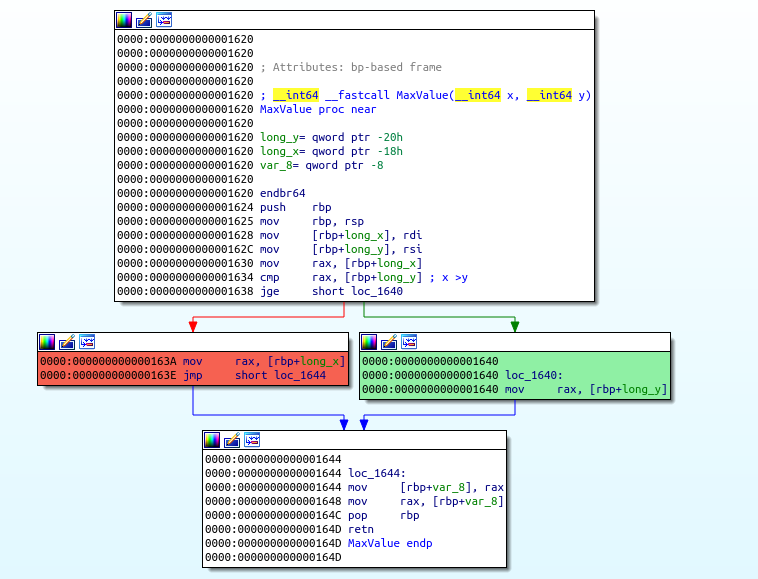 0000:0000000000001620
0000:0000000000001620
0000:0000000000001620 ; Attributes: bp-based frame
0000:0000000000001620
0000:0000000000001620 ; __int64 __fastcall MaxValue(__int64 x, __int64 y)
0000:0000000000001620 MaxValue proc near
0000:0000000000001620
0000:0000000000001620 long_y= qword ptr -20h
0000:0000000000001620 long_x= qword ptr -18h
0000:0000000000001620 var_8= qword ptr -8
0000:0000000000001620
0000:0000000000001620 endbr64
0000:0000000000001624 push    rbp
0000:0000000000001625 mov     rbp, rsp
0000:0000000000001628 mov     [rbp+long_x], rdi
0000:000000000000162C mov     [rbp+long_y], rsi
0000:0000000000001630 mov     rax, [rbp+long_x]
0000:0000000000001634 cmp     rax, [rbp+long_y] ; x >y
0000:0000000000001638 jge     short loc_1640
0000:000000000000163A mov     rax, [rbp+long_x]
0000:000000000000163E jmp     short loc_1644
0000:0000000000001640
0000:0000000000001640 loc_1640:
0000:0000000000001640 mov     rax, [rbp+long_y]
0000:0000000000001644
0000:0000000000001644 loc_1644:
0000:0000000000001644 mov     [rbp+var_8], rax
0000:0000000000001648 mov     rax, [rbp+var_8]
0000:000000000000164C pop     rbp
0000:000000000000164D retn
0000:000000000000164D MaxValue endp
0000:000000000000164D